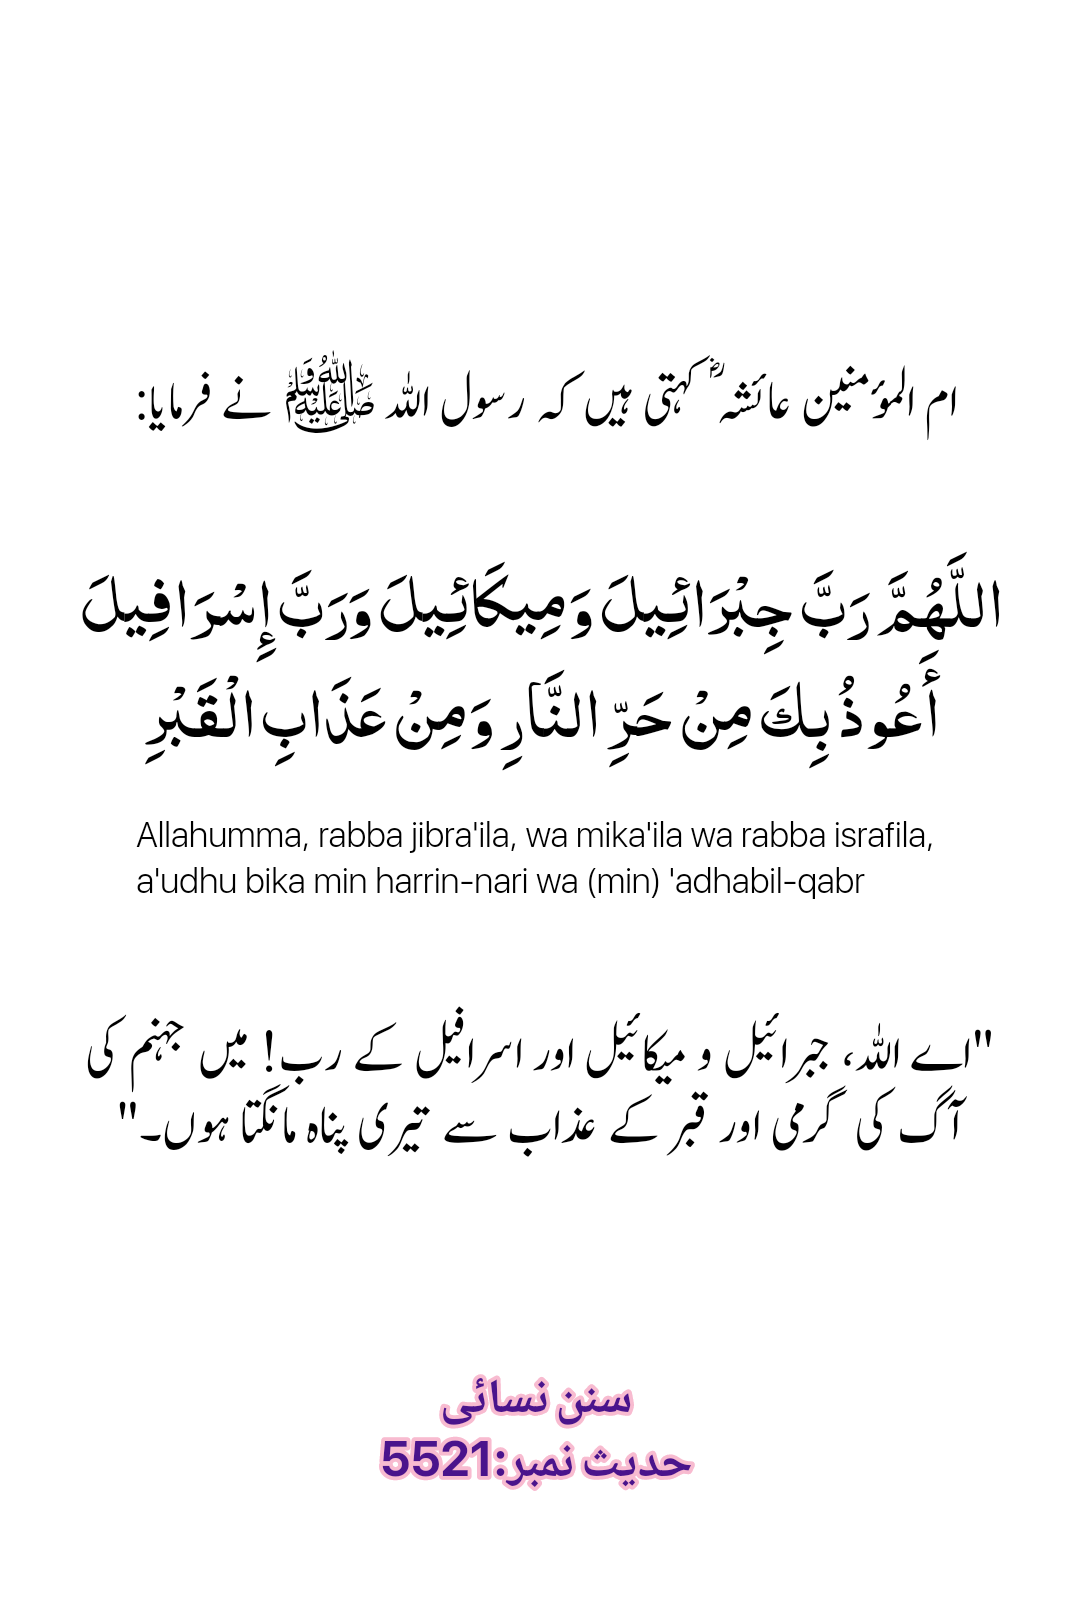 ام المؤمنین عائشہ ؓ کہتی ہیں کہ رسول اللہ ﷺ نے فرمایا:
اللَّهُمَّ رَبَّ جِبْرَائِيلَ وَمِيكَائِيلَ وَرَبَّ إِسْرَافِيلَ
أَعُوذُ بِكَ مِنْ حَرِّ النَّارِ وَمِنْ عَذَابِ الْقَبْرِ
Allahumma, rabba jibra'ila, wa mika'ila wa rabba israfila,
a'udhu bika min harrin-nari wa (min) 'adhabil-qabr
"اے اللہ، جبرائیل و میکائیل اور اسرافیل کے رب! میں جہنم کی
آگ کی گرمی اور قبر کے عذاب سے تیری پناہ مانگتا ہوں۔"
سنن نسائی
حدیث نمبر:5521